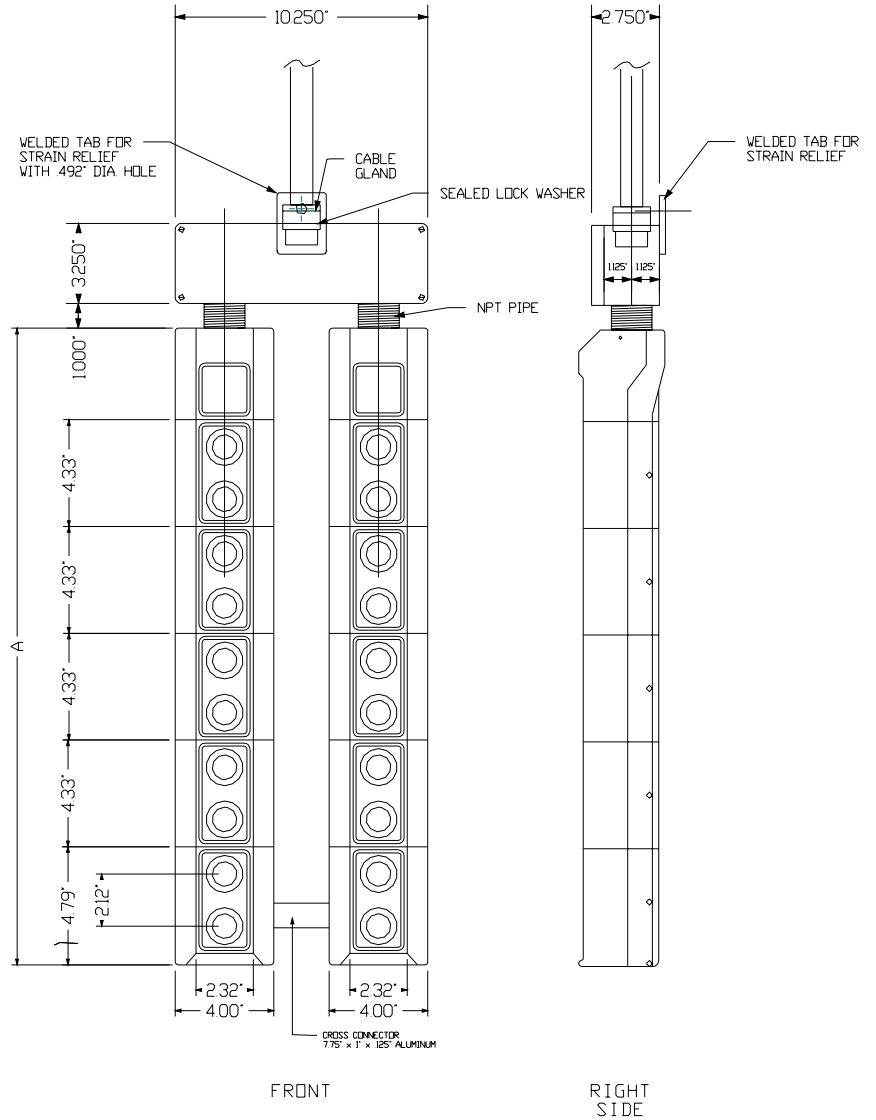 10.250"
2.750"
WELDED TAB FOR
STRAIN RELIEF
WITH .492" DIA. HOLE
CABLE
GLAND
WELDED TAB FOR
STRAIN RELIEF
SEALED LOCK WASHER
3.250"
1.125"
1.125"
NPT PIPE
1.000"
4.33"
4.33"
A
4.33"
4.33"
4.79"
2.12"
2.32"
2.32"
4.00"
4.00"
CROSS CONNECTOR
7.75" x 1" x .125" ALUMINUM
FRONT
RIGHT
SIDE